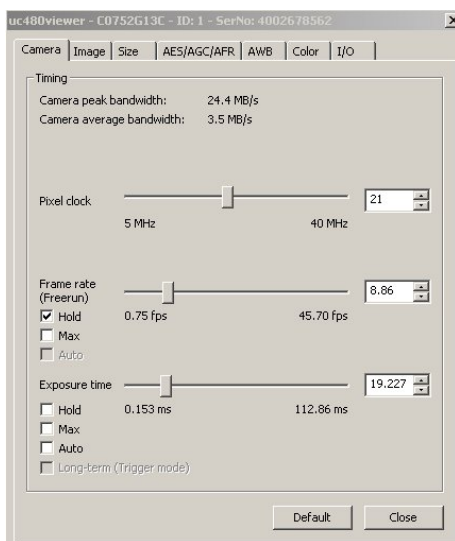 uc480viewer - C0752G13C - ID: 1 - SerNo: 4002678562
Camera Image Size AES/AGC/AFR AWB Color I/O
Timing
Camera peak bandwidth: 24.4 MB/s
Camera average bandwidth: 3.5 MB/s
Pixel clock 21
5 MHz 40 MHz
Frame rate
(Freerun) 8.86
Hold 0.75 fps 45.70 fps
Max
Auto
Exposure time 19.227
Hold 0.153 ms 112.86 ms
Max
Auto
Long-term (Trigger mode)
Default Close